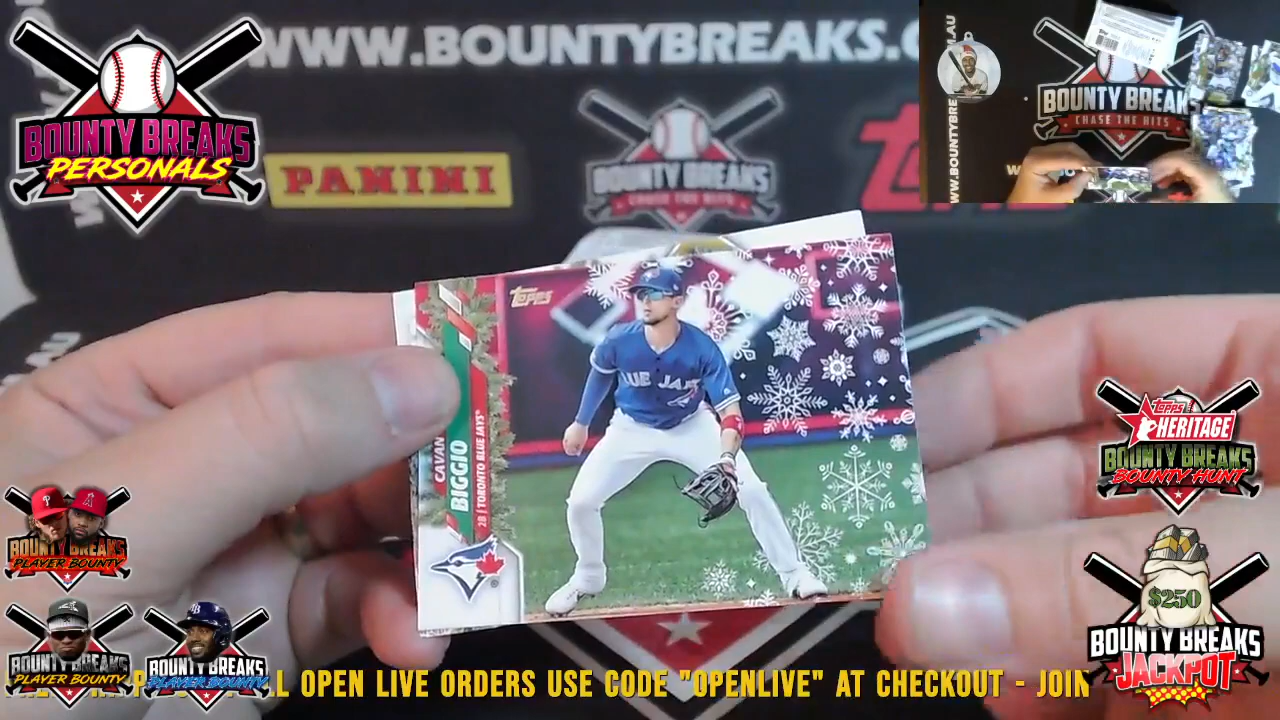 WWW.BOUNTYBREAKS.C
BOUNTY BREAKS
PERSONALS
PANINI
BOUNTY BREAKS
CHASE THE HITS
BOUNTY BREAKS
CHASE THE HITS
topps
CAVAN
BIGGIO
2B | TORONTO BLUE JAYS
BLUE JAYS
topps
HERITAGE
BOUNTY BREAKS
BOUNTY HUNT
BOUNTY BREAKS
PLAYER BOUNTY
BOUNTY BREAKS
PLAYER BOUNTY
BOUNTY BREAKS
PLAYER BOUNTY
$250
BOUNTY BREAKS
JACKPOT
L OPEN LIVE ORDERS USE CODE "OPENLIVE" AT CHECKOUT - JOIN